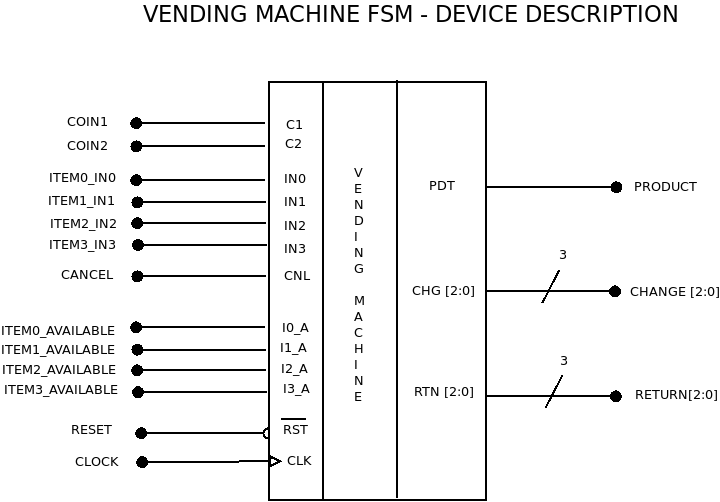 VENDING MACHINE FSM - DEVICE DESCRIPTION
COIN1
C1
COIN2
C2
ITEM0_IN0
IN0
ITEM1_IN1
IN1
ITEM2_IN2
IN2
ITEM3_IN3
IN3
CANCEL
CNL
ITEM0_AVAILABLE
I0_A
ITEM1_AVAILABLE
I1_A
ITEM2_AVAILABLE
I2_A
ITEM3_AVAILABLE
I3_A
RESET
RST
CLOCK
CLK
VENDING MACHINE
PDT
PRODUCT
3
CHG [2:0]
CHANGE [2:0]
3
RTN [2:0]
RETURN[2:0]